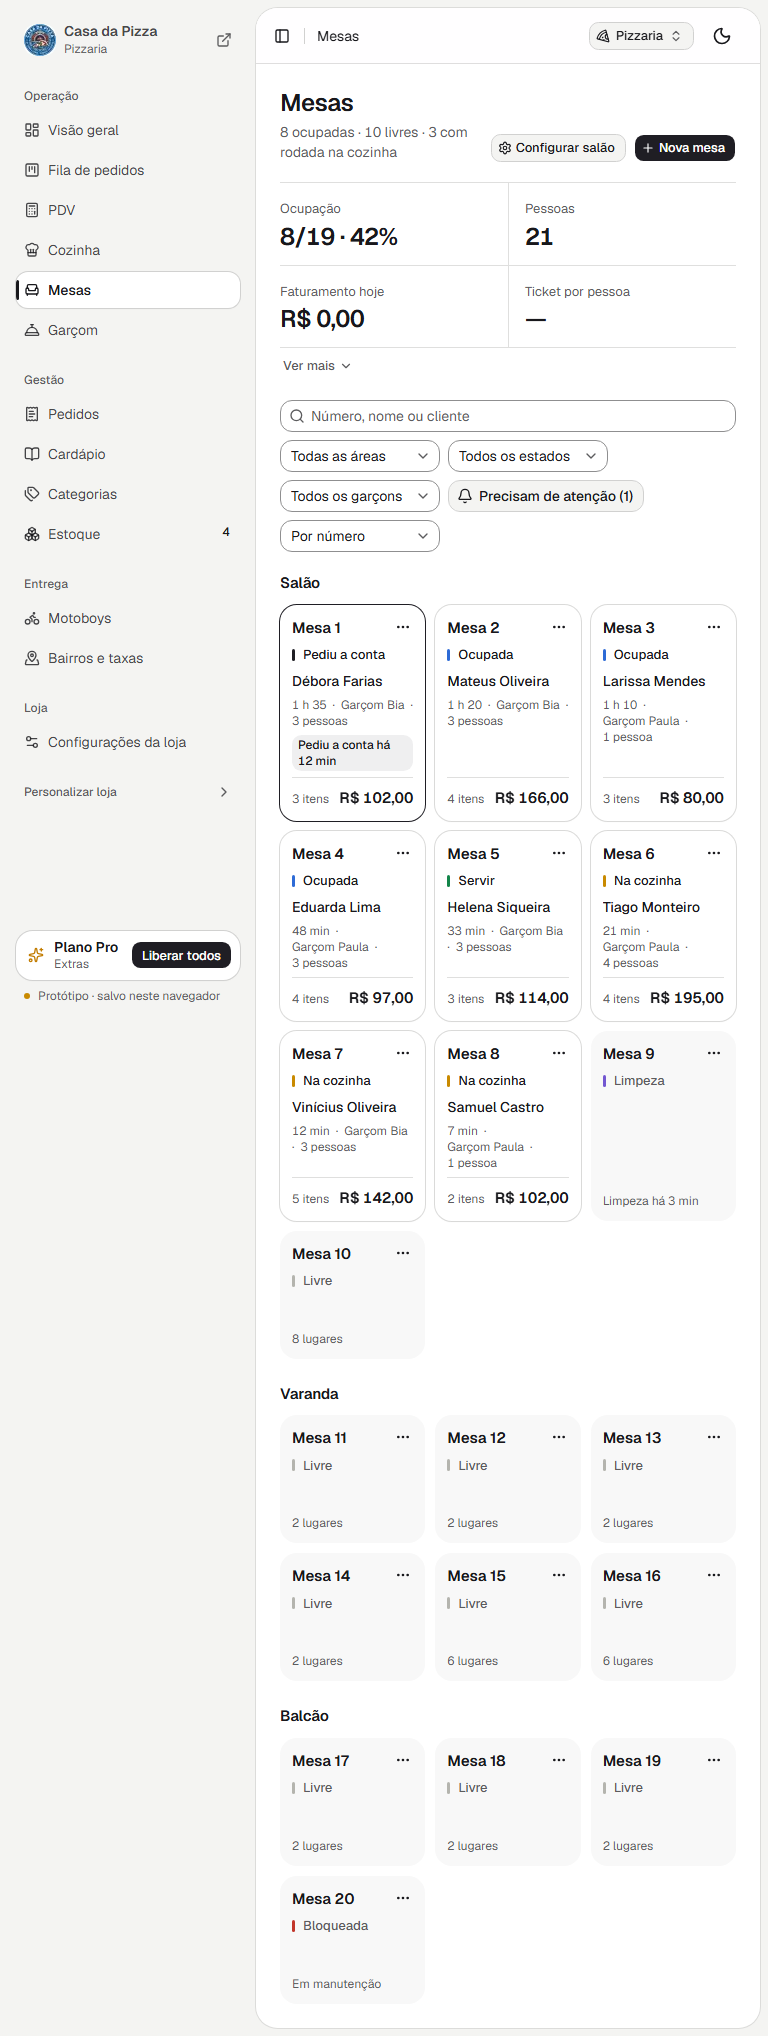 Casa da Pizza
Pizzaria
Operação
Visão geral
Fila de pedidos
PDV
Cozinha
Mesas
Garçom
Gestão
Pedidos
Cardápio
Categorias
Estoque 4
Entrega
Motoboys
Bairros e taxas
Loja
Configurações da loja
Personalizar loja
Plano Pro
Extras
Liberar todos
Protótipo · salvo neste navegador
Mesas
Pizzaria
Mesas
8 ocupadas · 10 livres · 3 com
rodada na cozinha
Configurar salão
Nova mesa
Ocupação
8/19 · 42%
Pessoas
21
Faturamento hoje
R$ 0,00
Ticket por pessoa
—
Ver mais
Número, nome ou cliente
Todas as áreas
Todos os estados
Todos os garçons
Precisam de atenção (1)
Por número
Salão
Mesa 1
Pediu a conta
Débora Farias
1 h 35 · Garçom Bia ·
3 pessoas
Pediu a conta há
12 min
3 itens R$ 102,00
Mesa 2
Ocupada
Mateus Oliveira
1 h 20 · Garçom Bia ·
3 pessoas
4 itens R$ 166,00
Mesa 3
Ocupada
Larissa Mendes
1 h 10 ·
Garçom Paula ·
1 pessoa
3 itens R$ 80,00
Mesa 4
Ocupada
Eduarda Lima
48 min ·
Garçom Paula ·
3 pessoas
4 itens R$ 97,00
Mesa 5
Servir
Helena Siqueira
33 min · Garçom Bia
· 3 pessoas
3 itens R$ 114,00
Mesa 6
Na cozinha
Tiago Monteiro
21 min ·
Garçom Paula ·
4 pessoas
4 itens R$ 195,00
Mesa 7
Na cozinha
Vinícius Oliveira
12 min · Garçom Bia
· 3 pessoas
5 itens R$ 142,00
Mesa 8
Na cozinha
Samuel Castro
7 min ·
Garçom Paula ·
1 pessoa
2 itens R$ 102,00
Mesa 9
Limpeza
Limpeza há 3 min
Mesa 10
Livre
8 lugares
Varanda
Mesa 11
Livre
2 lugares
Mesa 12
Livre
2 lugares
Mesa 13
Livre
2 lugares
Mesa 14
Livre
2 lugares
Mesa 15
Livre
6 lugares
Mesa 16
Livre
6 lugares
Balcão
Mesa 17
Livre
2 lugares
Mesa 18
Livre
2 lugares
Mesa 19
Livre
2 lugares
Mesa 20
Bloqueada
Em manutenção